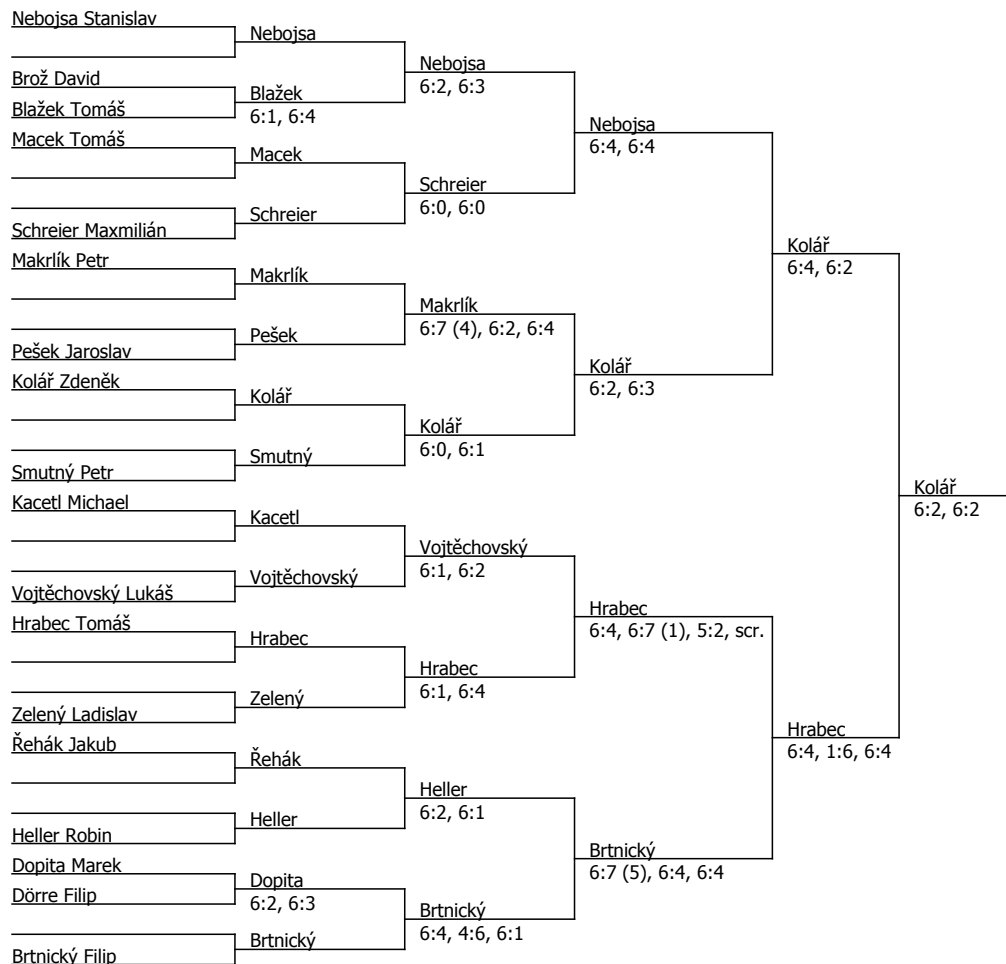 Nebojsa Stanislav
Brož David
Blažek Tomáš
Macek Tomáš
Schreier Maxmilián
Makrlík Petr
Pešek Jaroslav
Kolář Zdeněk
Smutný Petr
Kacetl Michael
Vojtěchovský Lukáš
Hrabec Tomáš
Zelený Ladislav
Řehák Jakub
Heller Robin
Dopita Marek
Dörre Filip
Brtnický Filip
Nebojsa
Blažek
6:1, 6:4
Macek
Schreier
Makrlík
Pešek
Kolář
Smutný
Kacetl
Vojtěchovský
Hrabec
Zelený
Řehák
Heller
Dopita
6:2, 6:3
Brtnický
Nebojsa
6:2, 6:3
Schreier
6:0, 6:0
Makrlík
6:7 (4), 6:2, 6:4
Kolář
6:0, 6:1
Vojtěchovský
6:1, 6:2
Hrabec
6:1, 6:4
Heller
6:2, 6:1
Brtnický
6:4, 4:6, 6:1
Nebojsa
6:4, 6:4
Kolář
6:2, 6:3
Hrabec
6:4, 6:7 (1), 5:2, scr.
Brtnický
6:7 (5), 6:4, 6:4
Kolář
6:4, 6:2
Hrabec
6:4, 1:6, 6:4
Kolář
6:2, 6:2